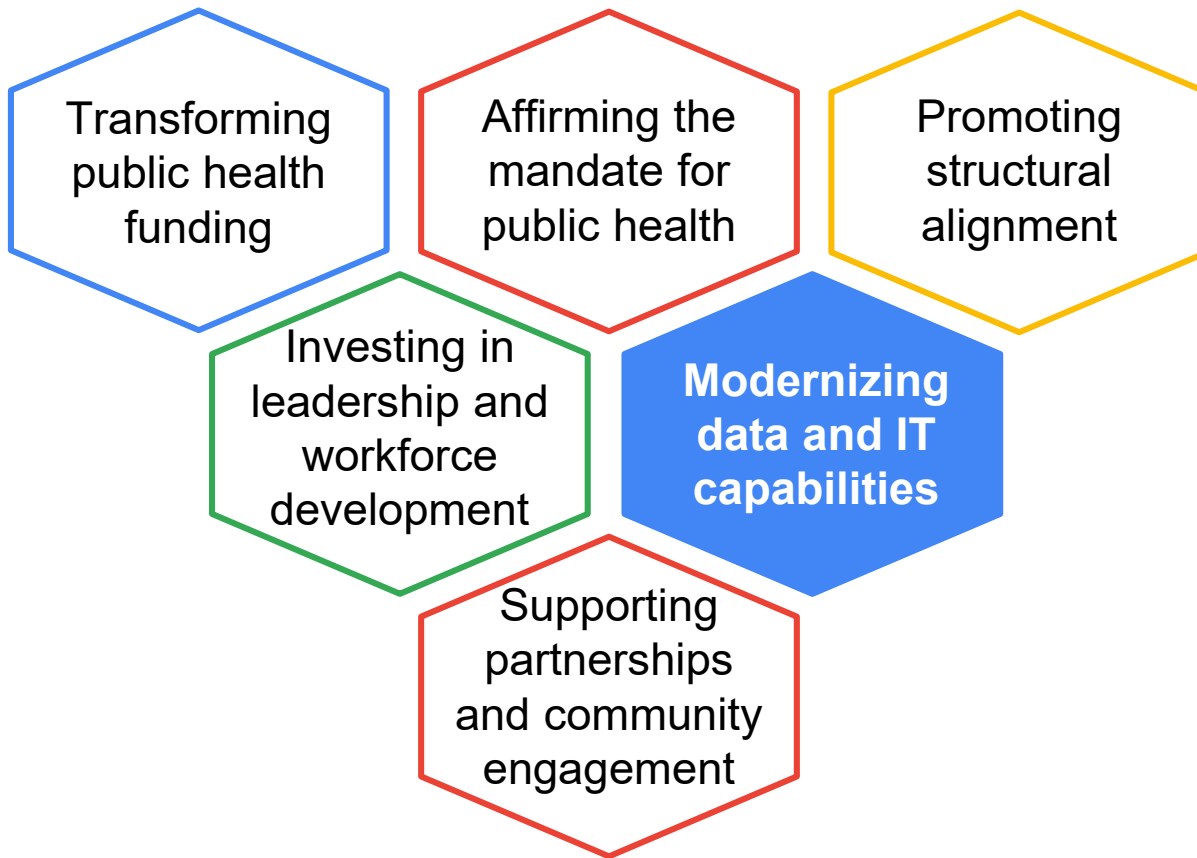 Transforming
public health
funding
Affirming the
mandate for
public health
Promoting
structural
alignment
Investing in
leadership and
workforce
development
Modernizing
data and IT
capabilities
Supporting
partnerships
and community
engagement